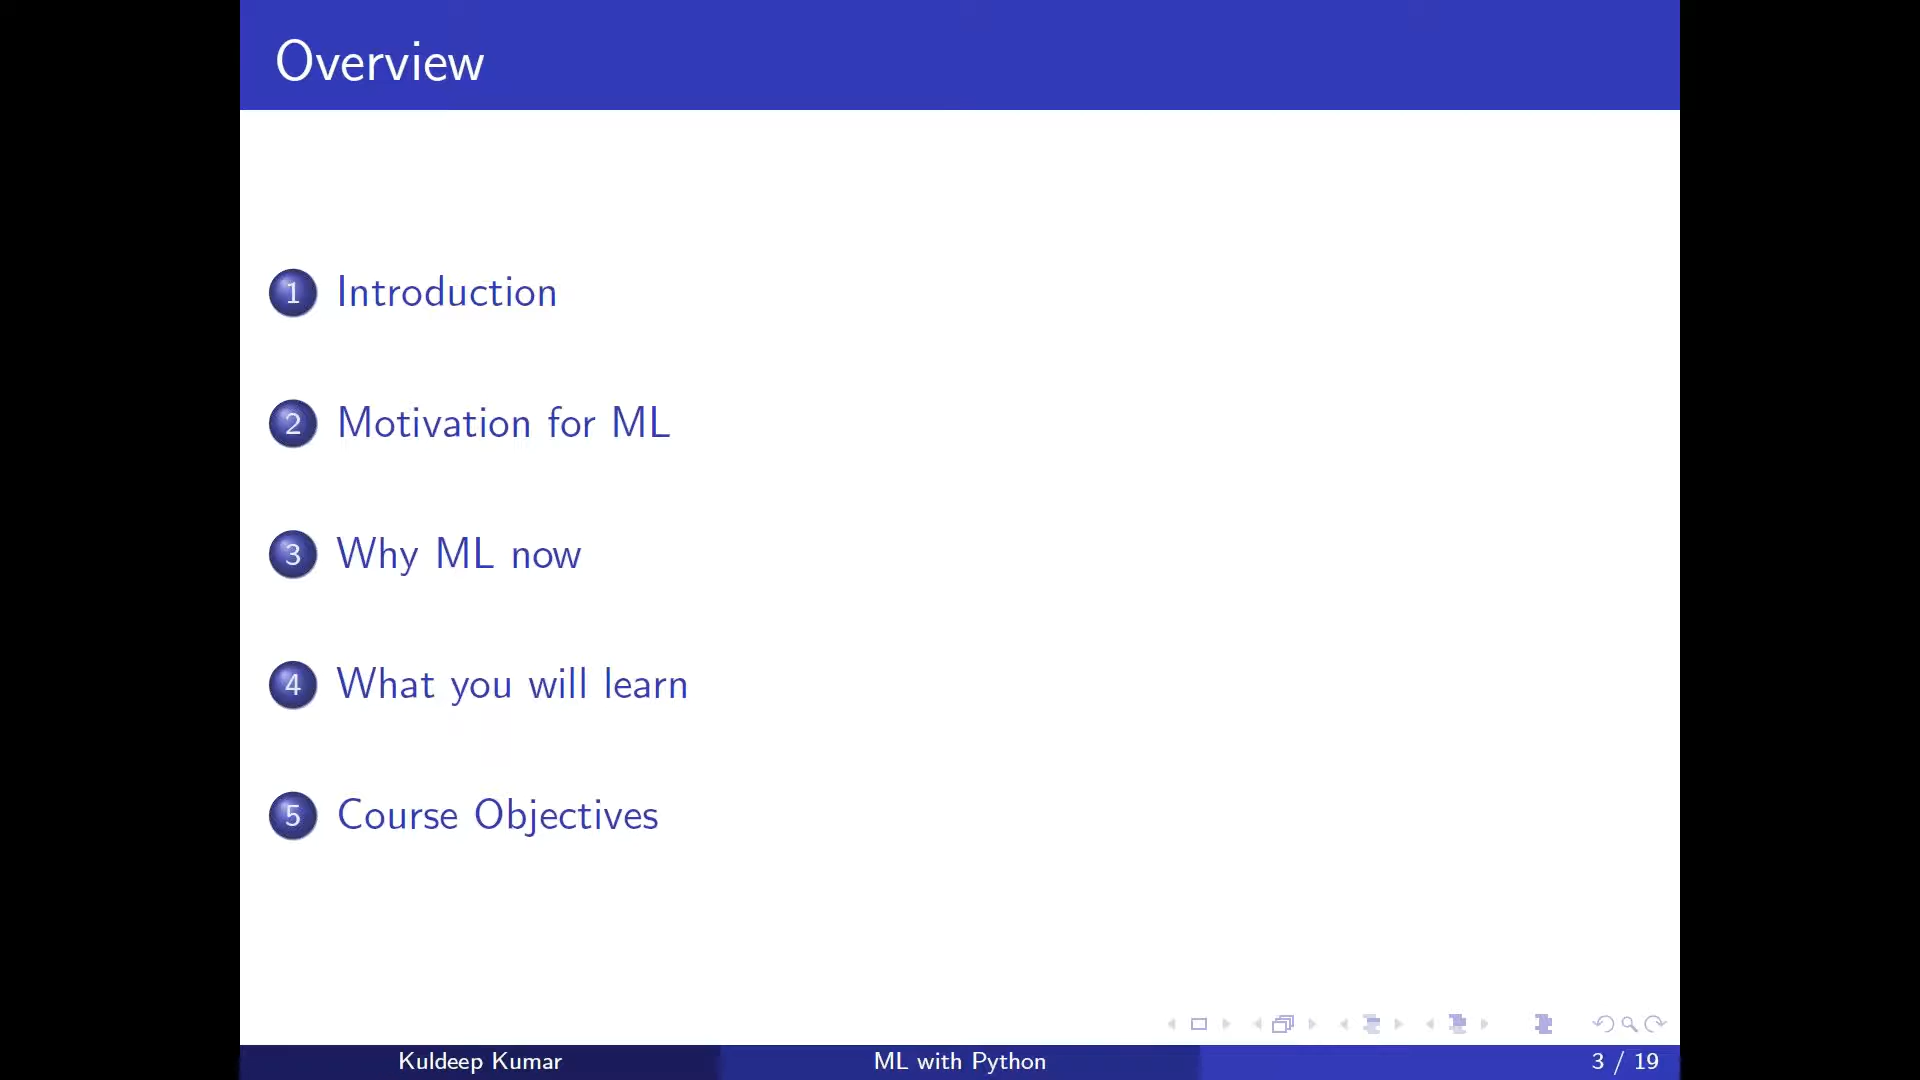 Overview
1 Introduction
2 Motivation for ML
3 Why ML now
4 What you will learn
5 Course Objectives
Kuldeep Kumar ML with Python 3 / 19